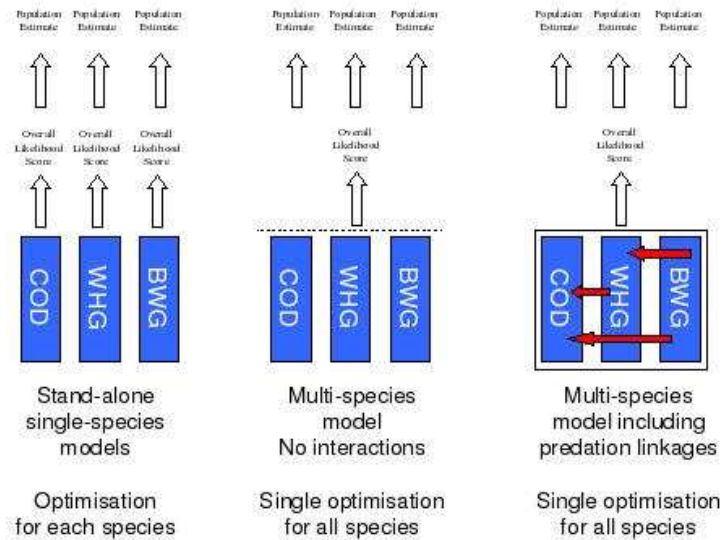 Population Population Population
Estimate Estimate Estimate
Overall Overall Overall
Likelihood Likelihood Likelihood
Score Score Score
COD WHG BWG
Stand-alone
single-species
models
Optimisation
for each species
Population Population Population
Estimate Estimate Estimate
Overall
Likelihood
Score
COD WHG BWG
Multi-species
model
No interactions
Single optimisation
for all species
Population Population Population
Estimate Estimate Estimate
Overall
Likelihood
Score
COD WHG BWG
Multi-species
model including
predation linkages
Single optimisation
for all species